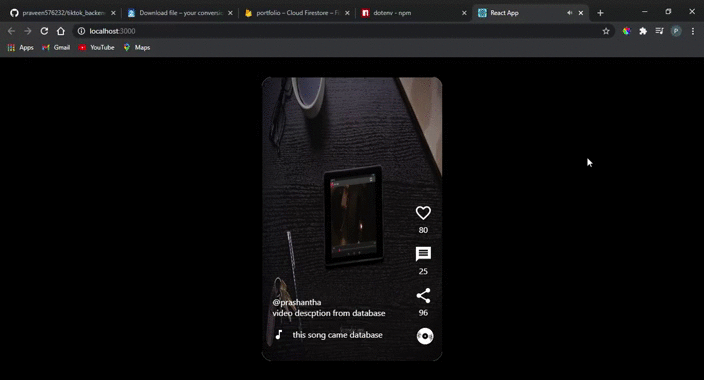 praveen576232/tiktok_backen
Download file – your conversi
portfolio – Cloud Firestore – Fi
dotenv - npm
React App
localhost:3000
P
Apps
Gmail
YouTube
Maps
80
25
@prashantha
video descption from database
96
this song came database